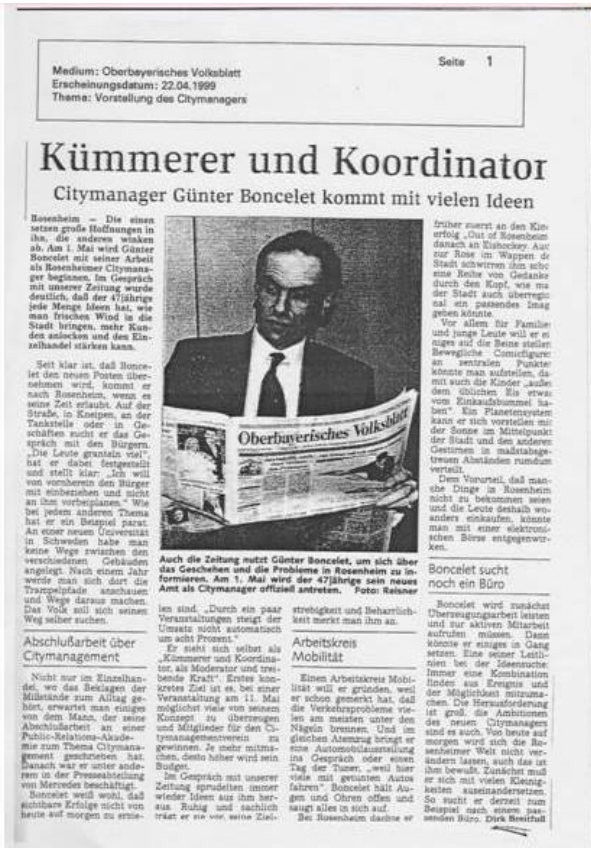 Medium: Oberbayerisches Volksblatt
Erscheinungsdatum: 22.04.1999
Thema: Vorstellung des Citymanagers
Seite 1
Kümmerer und Koordinator
Citymanager Günter Boncelet kommt mit vielen Ideen
Rosenheim – Die einen
setzen große Hoffnungen in
ihn, die anderen winken
ab. Am 1. Mai wird Günter
Boncelet mit seiner Arbeit
als Rosenheimer Citymana-
ger beginnen. Im Gespräch
mit unserer Zeitung wurde
deutlich, daß der 47jährige
jede Menge Ideen hat, wie
man frischen Wind in die
Stadt bringen, mehr Kun-
den anlocken und den Ein-
zelhandel stärken kann.
Seit klar ist, daß Bonce-
let den neuen Posten über-
nehmen wird, kommt er
nach Rosenheim, wenn es
seine Zeit erlaubt. Auf der
Straße, in Kneipen, an der
Tankstelle oder in Ge-
schäften sucht er das Ge-
spräch mit den Bürgern.
„Die Leute granteln viel",
hat er dabei festgestellt
und stellt klar: „Ich will
von vornherein den Bürger
mit einbeziehen und nicht
an ihm vorbeiplanen." Wie
bei jedem anderen Thema
hat er ein Beispiel parat.
An einer neuen Universität
in Schweden habe man
keine Wege zwischen den
verschiedenen Gebäuden
angelegt. Nach einem Jahr
werde man sich dort die
Trampelpfade anschauen
und Wege daraus machen.
Das Volk soll sich seinen
Weg selber suchen.
Abschlußarbeit über
Citymanagement
Nicht nur im Einzelhan-
del, wo das Beklagen der
Mißstände zum Alltag ge-
hört, erwartet man einiges
von dem Mann, der seine
Abschlußarbeit an einer
Public-Relations-Akade-
mie zum Thema Citymana-
gement geschrieben hat.
Danach war er unter ande-
rem in der Presseabteilung
von Mercedes beschäftigt.
Boncelet weiß wohl, daß
sichtbare Erfolge nicht von
heute auf morgen zu erzie-
Oberbayerisches Volksblatt
Auch die Zeitung nutzt Günter Boncelet, um sich über
das Geschehen und die Probleme in Rosenheim zu in-
formieren. Am 1. Mai wird der 47jährige sein neues
Amt als Citymanager offiziell antreten. Foto: Reisner
len sind. „Durch ein paar
Veranstaltungen steigt der
Umsatz nicht automatisch
um acht Prozent."
Er sieht sich selbst als
„Kümmerer und Koordina-
tor, als Moderator und trei-
bende Kraft". Erstes kon-
kretes Ziel ist es, bei einer
Veranstaltung am 11. Mai
möglichst viele von seinem
Konzept zu überzeugen
und Mitglieder für den Ci-
tymanagementverein zu
gewinnen. Je mehr mitma-
chen, desto höher wird sein
Budget.
Im Gespräch mit unserer
Zeitung sprudelten immer
wieder Ideen aus ihm her-
aus. Ruhig und sachlich
trägt er sie vor, seine Ziel-
strebigkeit und Beharrlich-
keit merkt man ihm an.
Arbeitskreis
Mobilität
Einen Arbeitskreis Mobi-
lität will er gründen, weil
er schon gemerkt hat, daß
die Verkehrsprobleme vie-
len am meisten unter den
Nägeln brennen. Und im
gleichen Atemzug bringt er
eine Automobilausstellung
ins Gespräch oder einen
Tag der Tuner, „weil hier
viele mit getunten Autos
fahren". Boncelet hält Au-
gen und Ohren offen und
saugt alles in sich auf.
Bei Rosenheim dachte er
früher zuerst an den Kin
erfolg „Out of Rosenheim
danach an Eishockey. Auc
zur Rose im Wappen de
Stadt schwirren ihm scho
eine Reihe von Gedanke
durch den Kopf, wie ma
der Stadt auch überregio
nal ein passendes Imag
geben könnte.
Vor allem für Familie
und junge Leute will er ei
niges auf die Beine stellen
Bewegliche Comicfigure
an zentralen Punkte
könnte man aufstellen, da
mit auch die Kinder „außer
dem üblichen Eis etwas
vom Einkaufsbummel ha-
ben". Ein Planetensystem
kann er sich vorstellen mit
der Sonne im Mittelpunkt
der Stadt und den anderen
Gestirnen in maßstabsge-
treuen Abständen rundum
verteilt.
Dem Vorurteil, daß man-
che Dinge in Rosenheim
nicht zu bekommen seien
und die Leute deshalb wo-
anders einkaufen, könnte
man mit einer elektroni-
schen Börse entgegenwir-
ken.
Boncelet sucht
noch ein Büro
Boncelet wird zunächst
Überzeugungsarbeit leisten
und zur aktiven Mitarbeit
aufrufen müssen. Dann
könnte er einiges in Gang
setzen. Eine seiner Leitli-
nien bei der Ideensuche:
Immer eine Kombination
finden aus Ereignis und
der Möglichkeit mitzuma-
chen. Die Herausforderung
ist groß, die Ambitionen
des neuen Citymanagers
sind es auch. Von heute auf
morgen wird sich die Ro-
senheimer Welt nicht ver-
ändern lassen, auch das ist
ihm bewußt. Zunächst muß
er sich mit vielen Kleinig-
keiten auseinandersetzen.
So sucht er derzeit zum
Beispiel nach einem pas-
senden Büro. Dirk Breitfuß